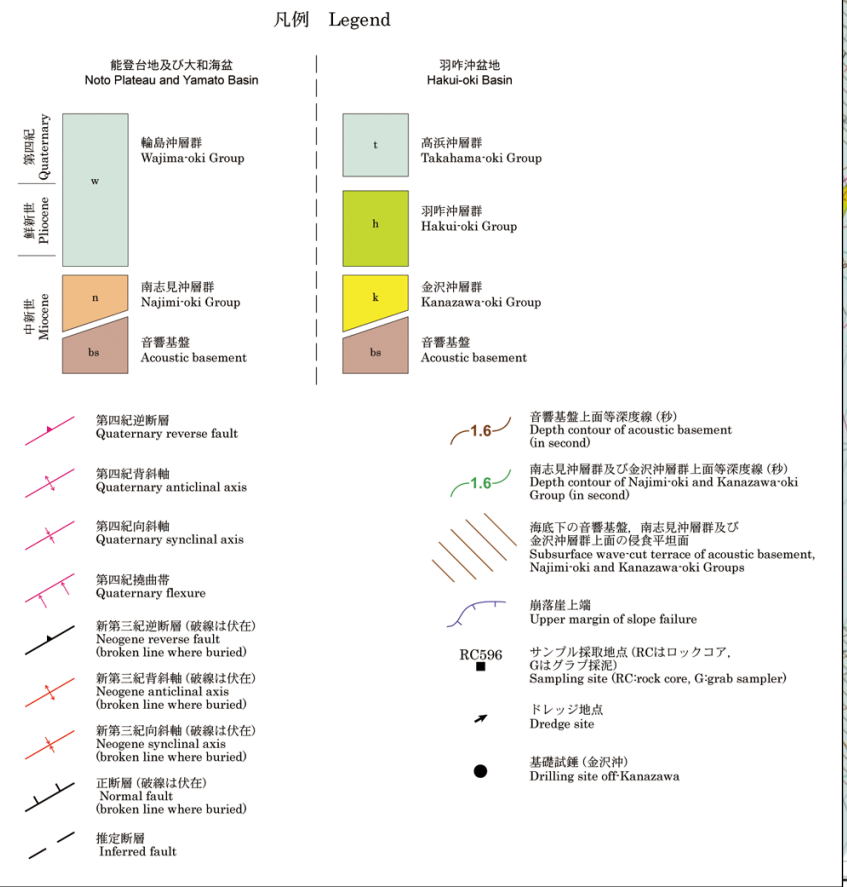 凡例 Legend
能登台地及び大和海盆
Noto Plateau and Yamato Basin
第四紀
Quaternary
鮮新世
Pliocene
中新世
Miocene
w
輪島沖層群
Wajima-oki Group
n
南志見沖層群
Najimi-oki Group
bs
音響基盤
Acoustic basement
羽咋沖盆地
Hakui-oki Basin
t
高浜沖層群
Takahama-oki Group
h
羽咋沖層群
Hakui-oki Group
k
金沢沖層群
Kanazawa-oki Group
bs
音響基盤
Acoustic basement
第四紀逆断層
Quaternary reverse fault
第四紀背斜軸
Quaternary anticlinal axis
第四紀向斜軸
Quaternary synclinal axis
第四紀撓曲帯
Quaternary flexure
新第三紀逆断層 (破線は伏在)
Neogene reverse fault
(broken line where buried)
新第三紀背斜軸 (破線は伏在)
Neogene anticlinal axis
(broken line where buried)
新第三紀向斜軸 (破線は伏在)
Neogene synclinal axis
(broken line where buried)
正断層 (破線は伏在)
Normal fault
(broken line where buried)
推定断層
Inferred fault
1.6
音響基盤上面等深度線 (秒)
Depth contour of acoustic basement
(in second)
1.6
南志見沖層群及び金沢沖層群上面等深度線 (秒)
Depth contour of Najimi-oki and Kanazawa-oki
Group (in second)
海底下の音響基盤，南志見沖層群及び
金沢沖層群上面の侵食平坦面
Subsurface wave-cut terrace of acoustic basement,
Najimi-oki and Kanazawa-oki Groups
崩落崖上端
Upper margin of slope failure
RC596
サンプル採取地点 (RCはロックコア，
Gはグラブ採泥)
Sampling site (RC:rock core, G:grab sampler)
ドレッジ地点
Dredge site
基礎試錐 (金沢沖)
Drilling site off-Kanazawa